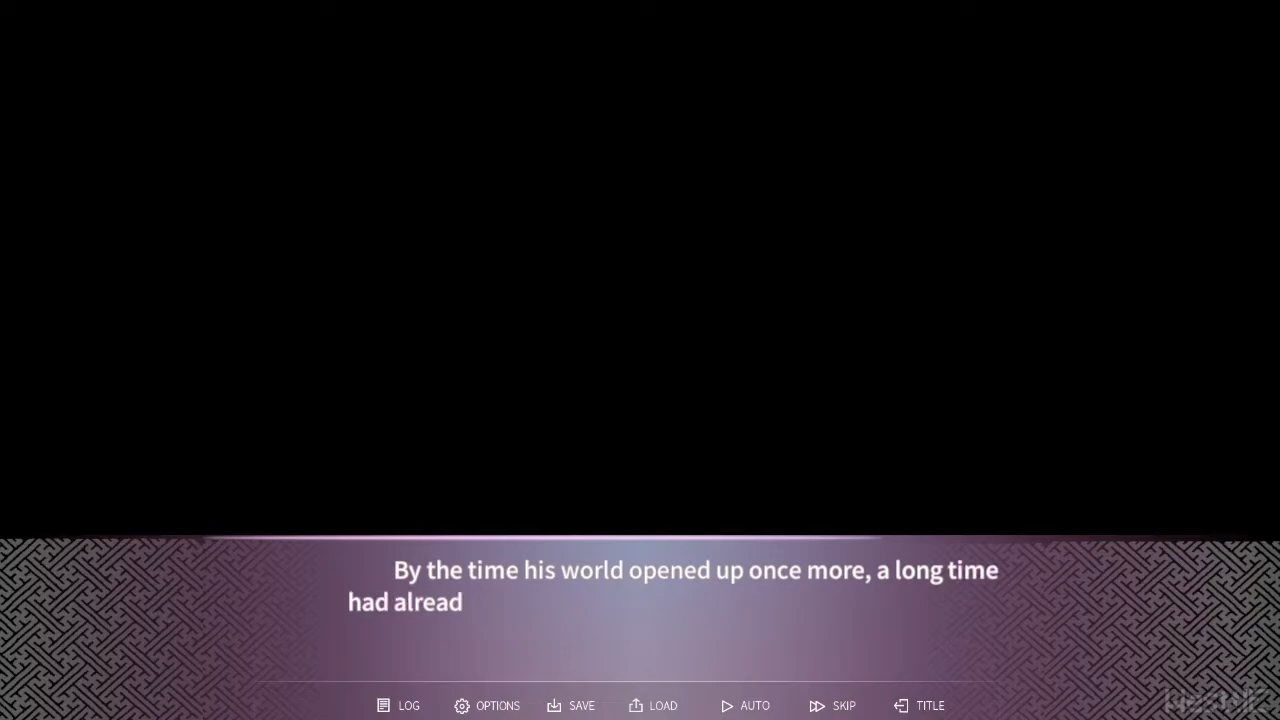 By the time his world opened up once more, a long time
had alread
LOG OPTIONS SAVE LOAD AUTO SKIP TITLE